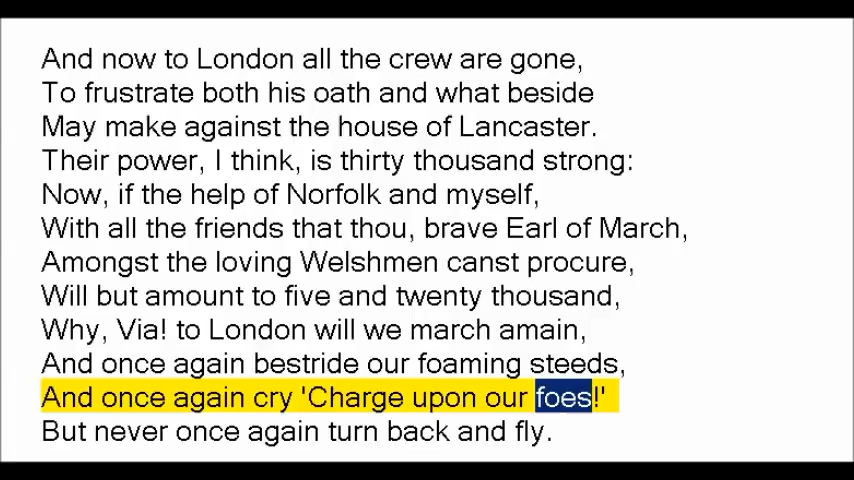 And now to London all the crew are gone,
To frustrate both his oath and what beside
May make against the house of Lancaster.
Their power, I think, is thirty thousand strong:
Now, if the help of Norfolk and myself,
With all the friends that thou, brave Earl of March,
Amongst the loving Welshmen canst procure,
Will but amount to five and twenty thousand,
Why, Via! to London will we march amain,
And once again bestride our foaming steeds,
And once again cry 'Charge upon our foes!'
But never once again turn back and fly.